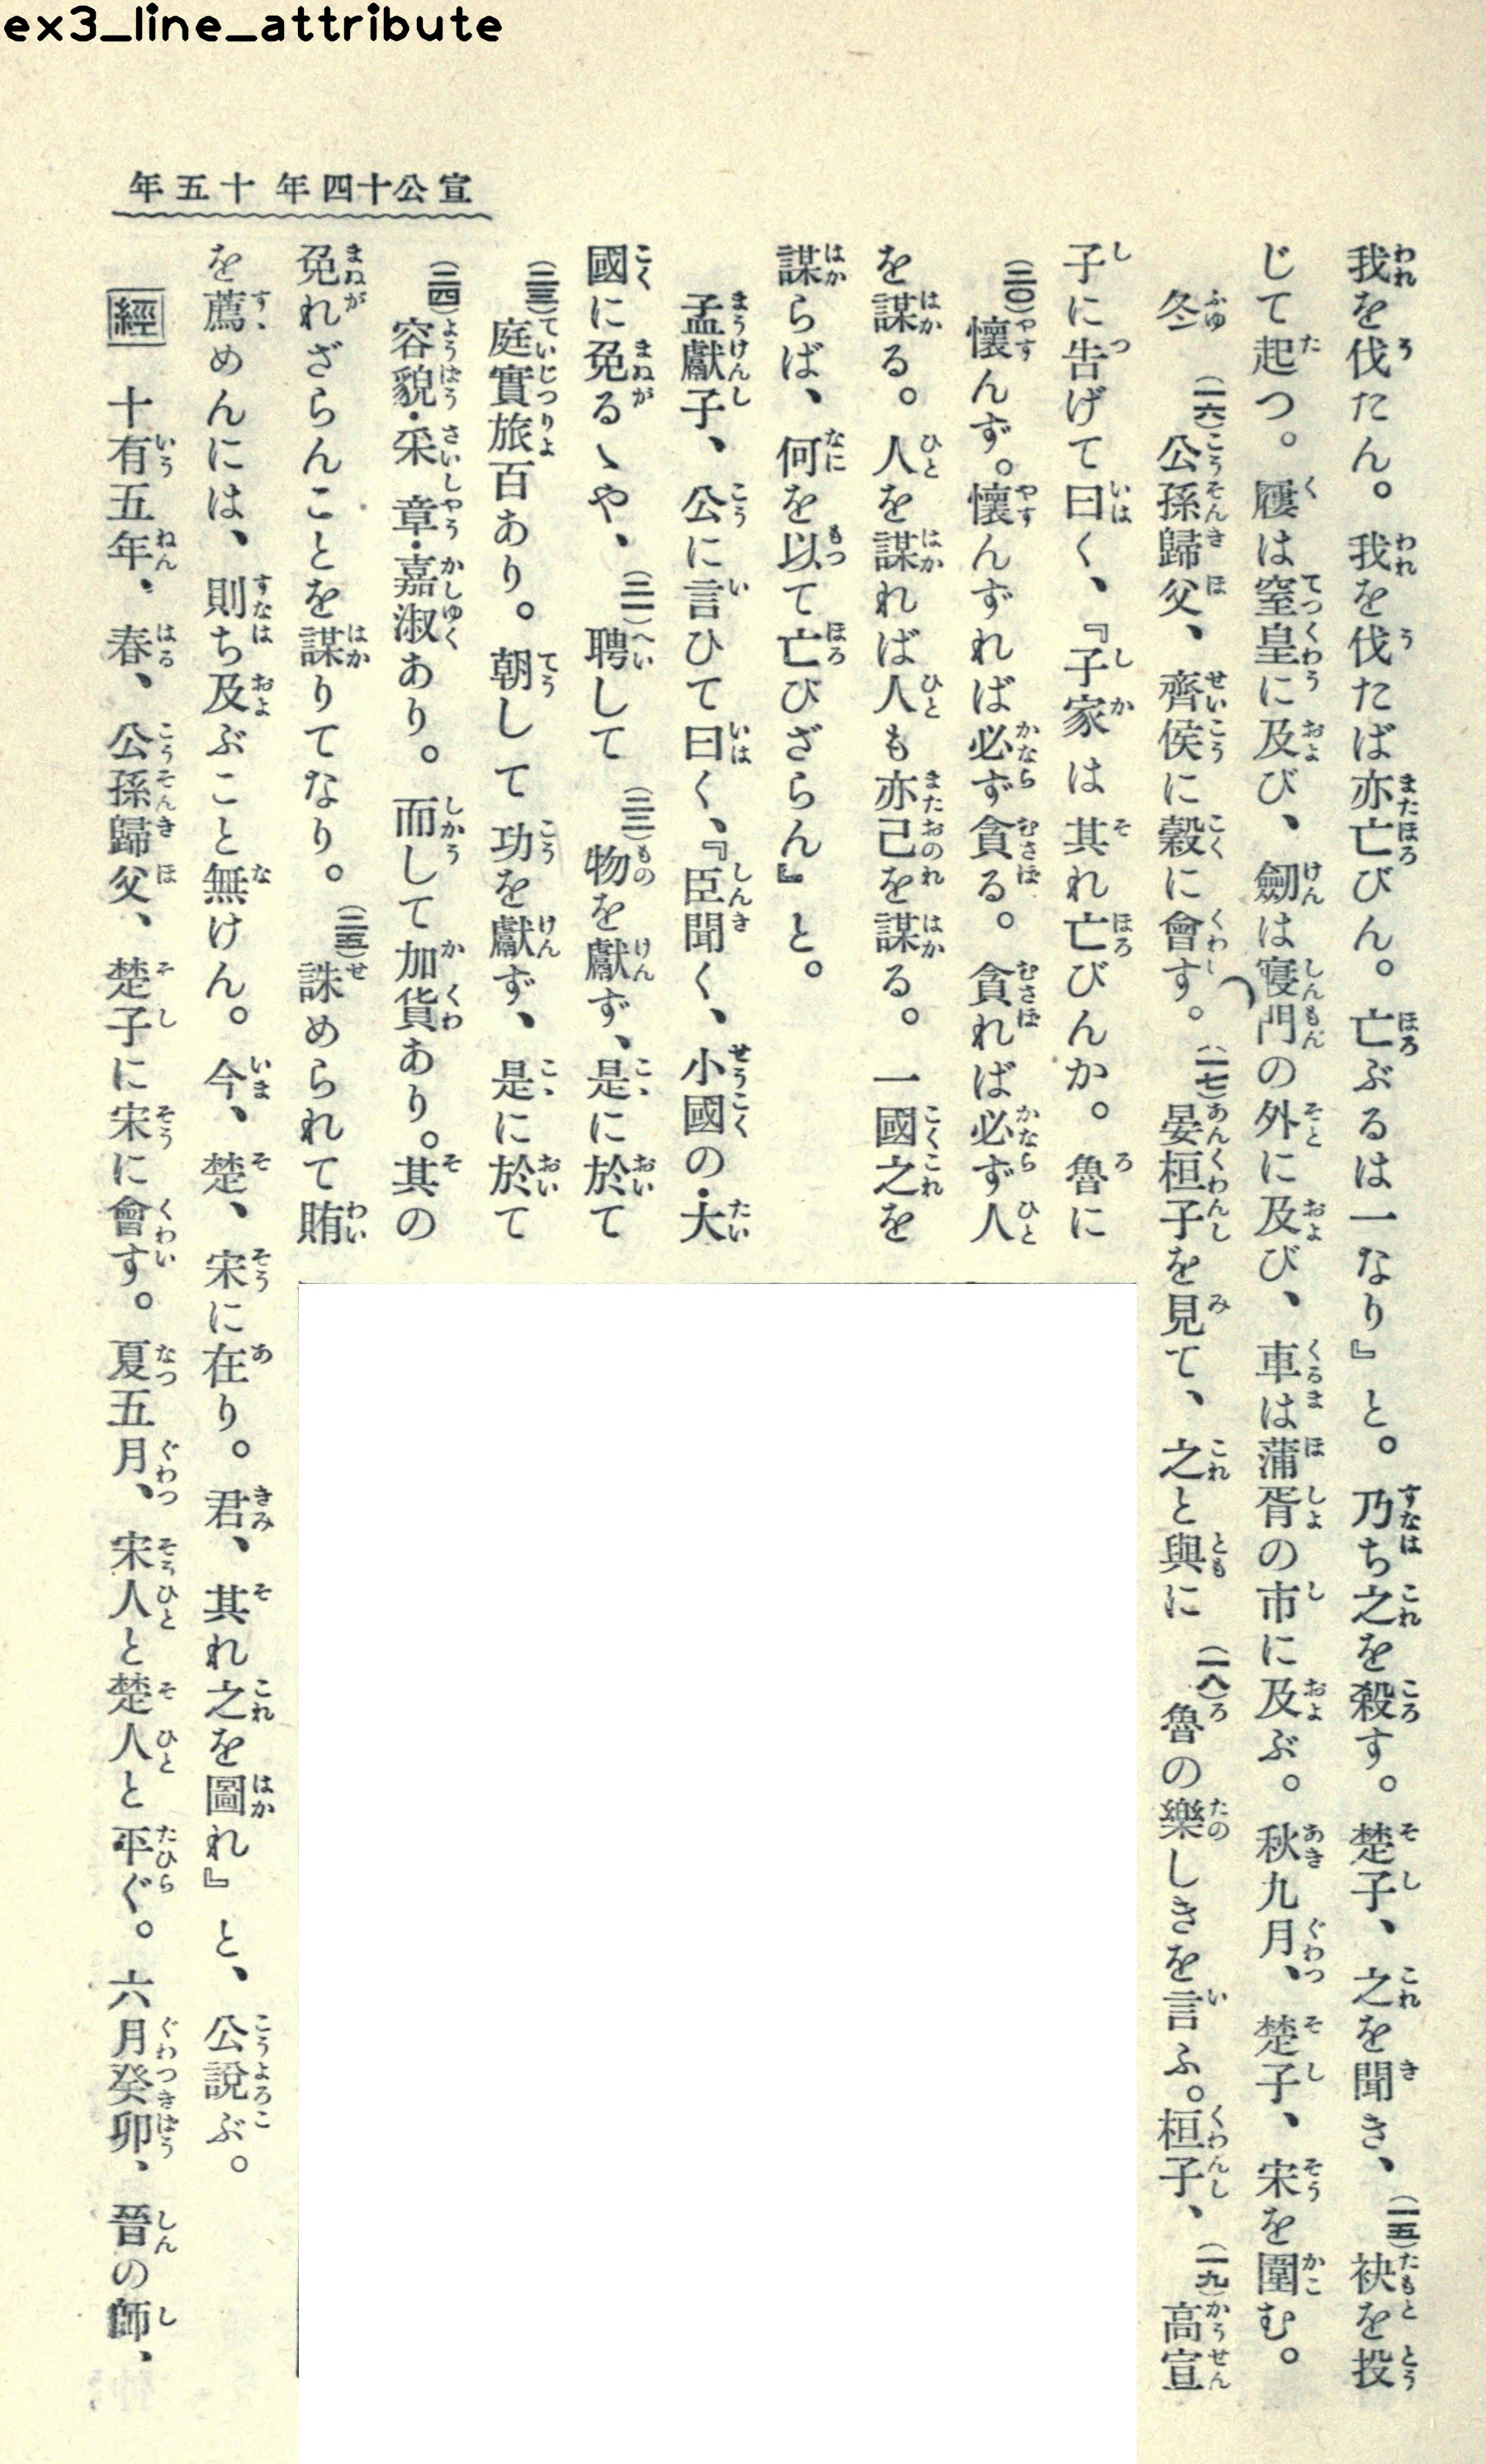 ex3_line_attribute
宣公十四年 十五年
我を伐たん。我を伐たば亦亡びん。亡ぶるは一なり』と。乃ち之を殺す。楚子、之を聞き、(一五)袂を投
じて起つ。屨は窒皇に及び、劒は寢門の外に及び、車は蒲胥の市に及ぶ。秋九月、楚子、宋を圍む。
冬(一六)公孫歸父、齊侯に穀に會す。(一七)晏桓子を見て、之と與に(一八)魯の樂しきを言ふ。桓子、(一九)高宣
子に吿げて曰く、『子家は其れ亡びんか。魯に
(二〇)懷んず。懷んずれば必ず貪る。貪れば必ず人
を謀る。人を謀れば人も亦己を謀る。一國之を
謀らば、何を以て亡びざらん』と。
孟獻子、公に言ひて曰く、『臣聞く、小國の・大
國に免るゝや、(二一)聘して(二二)物を獻ず、是に於て
(二三)庭實旅百あり。朝して功を獻ず、是に於て
(二四)容貌・采章・嘉淑あり。而して加貨あり。其の
免れざらんことを謀りてなり。(二五)誅められて賄
を薦めんには、則ち及ぶこと無けん。今、楚、宋に在り。君、其れ之を圖れ』と、公說ぶ。
經 十有五年、春、公孫歸父、楚子に宋に會す。夏五月、宋人と楚人と平ぐ。六月癸卯、晉の師、